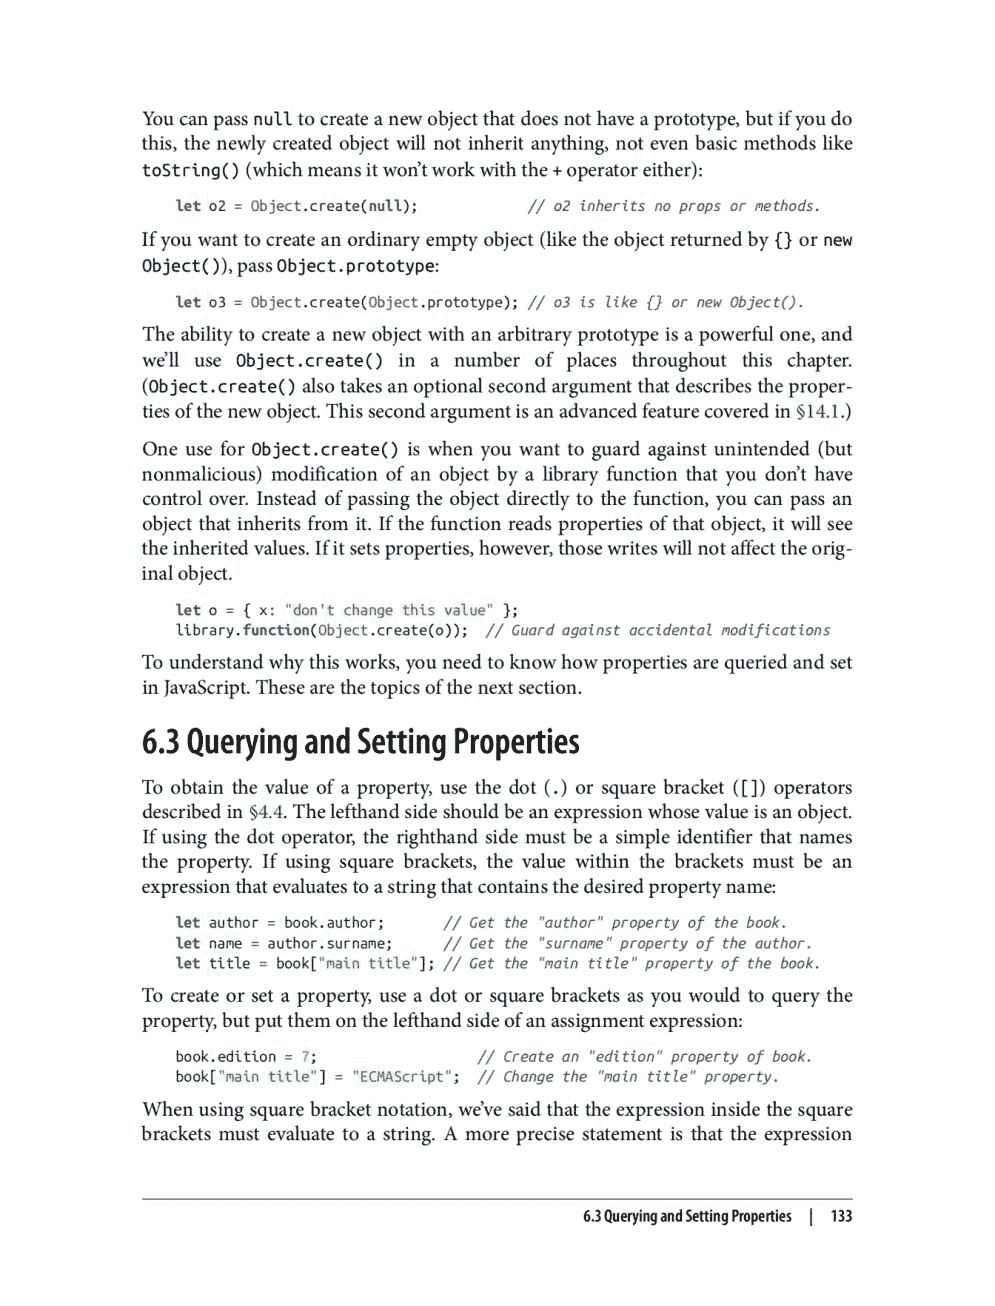 You can pass null to create a new object that does not have a prototype, but if you do
this, the newly created object will not inherit anything, not even basic methods like
toString() (which means it won’t work with the + operator either):
let o2 = Object.create(null); // o2 inherits no props or methods.
If you want to create an ordinary empty object (like the object returned by {} or new
Object()), pass Object.prototype:
let o3 = Object.create(Object.prototype); // o3 is like {} or new Object().
The ability to create a new object with an arbitrary prototype is a powerful one, and
we’ll use Object.create() in a number of places throughout this chapter.
(Object.create() also takes an optional second argument that describes the proper-
ties of the new object. This second argument is an advanced feature covered in §14.1.)
One use for Object.create() is when you want to guard against unintended (but
nonmalicious) modification of an object by a library function that you don’t have
control over. Instead of passing the object directly to the function, you can pass an
object that inherits from it. If the function reads properties of that object, it will see
the inherited values. If it sets properties, however, those writes will not affect the orig-
inal object.
let o = { x: "don't change this value" };
library.function(Object.create(o)); // Guard against accidental modifications
To understand why this works, you need to know how properties are queried and set
in JavaScript. These are the topics of the next section.
6.3 Querying and Setting Properties
To obtain the value of a property, use the dot (.) or square bracket ([]) operators
described in §4.4. The lefthand side should be an expression whose value is an object.
If using the dot operator, the righthand side must be a simple identifier that names
the property. If using square brackets, the value within the brackets must be an
expression that evaluates to a string that contains the desired property name:
let author = book.author; // Get the "author" property of the book.
let name = author.surname; // Get the "surname" property of the author.
let title = book["main title"]; // Get the "main title" property of the book.
To create or set a property, use a dot or square brackets as you would to query the
property, but put them on the lefthand side of an assignment expression:
book.edition = 7; // Create an "edition" property of book.
book["main title"] = "ECMAScript"; // Change the "main title" property.
When using square bracket notation, we’ve said that the expression inside the square
brackets must evaluate to a string. A more precise statement is that the expression
6.3 Querying and Setting Properties | 133